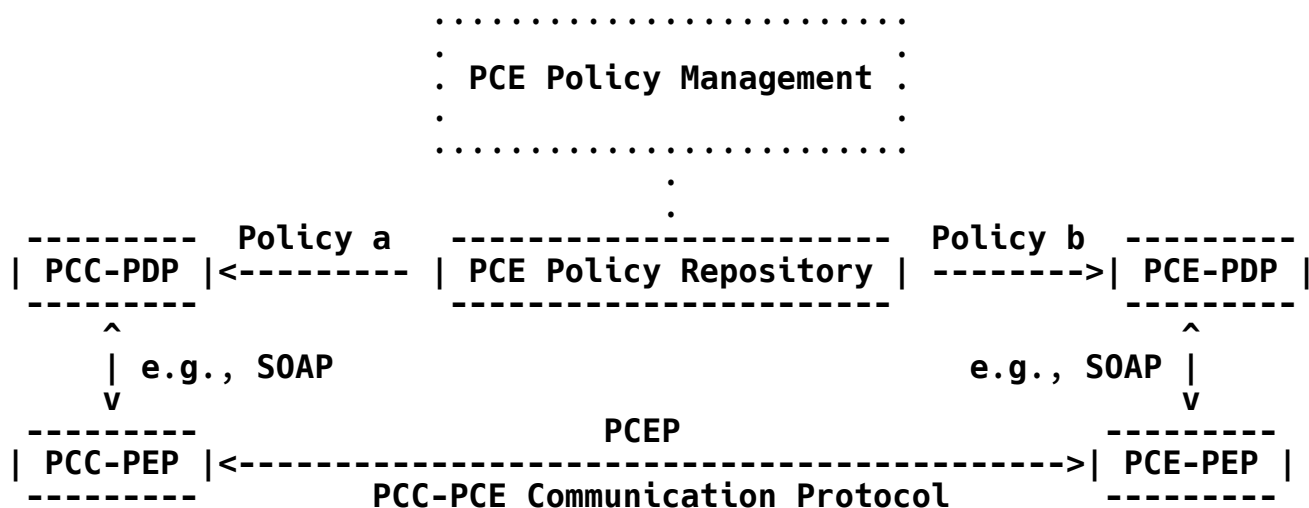 .........................
.                       .
. PCE Policy Management .
.                       .
.........................
.
.
--------- Policy a ----------------------- Policy b ---------
| PCC-PDP |<--------- | PCE Policy Repository | -------->| PCE-PDP |
--------- ----------------------- ---------
^ ^
| e.g., SOAP e.g., SOAP |
v v
--------- PCEP ---------
| PCC-PEP |<------------------------------------------->| PCE-PEP |
--------- PCC-PCE Communication Protocol ---------